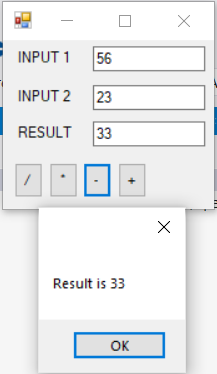 INPUT 1 56
INPUT 2 23
RESULT 33
/ * - +
Result is 33
OK